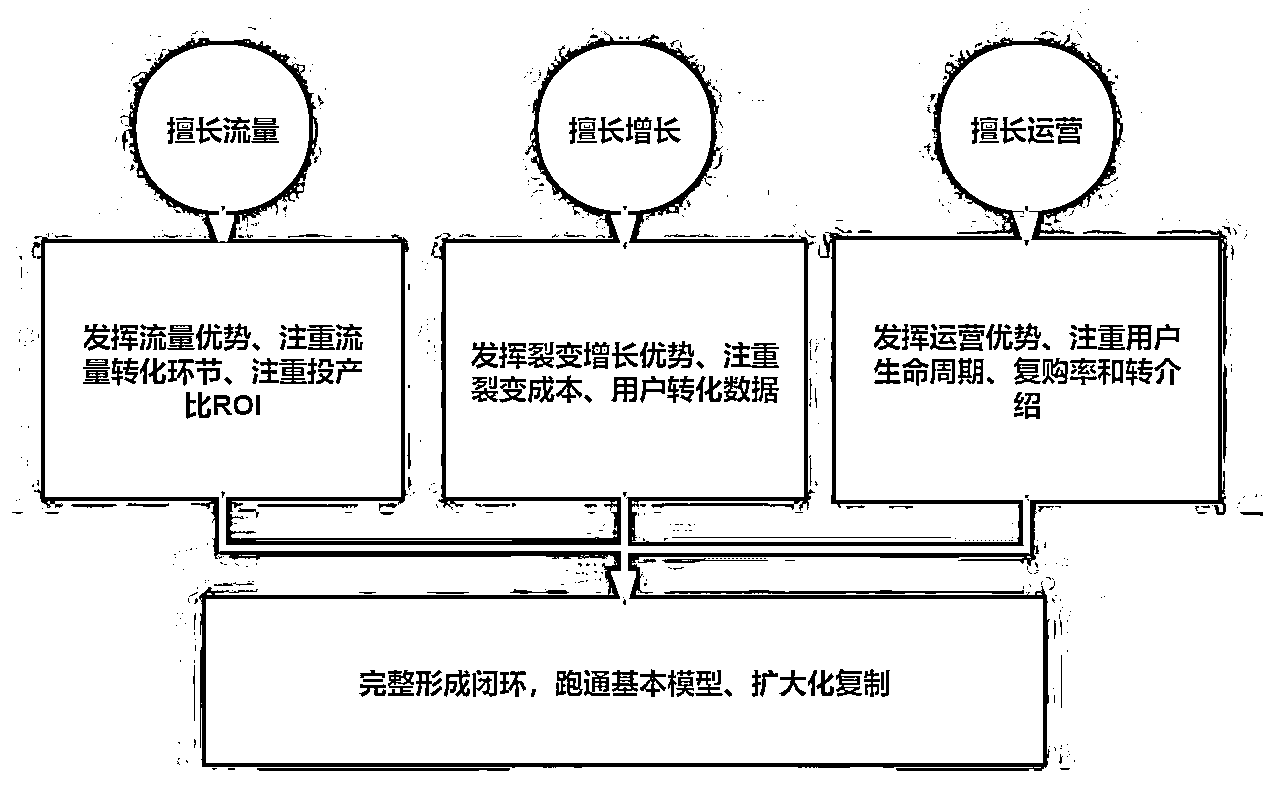 擅长流量
擅长增长
擅长运营
发挥流量优势、注重流
量转化环节、注重投产
比ROI
发挥裂变增长优势、注重
裂变成本、用户转化数据
发挥运营优势、注重用户
生命周期、复购率和转介
绍
完整形成闭环，跑通基本模型、扩大化复制